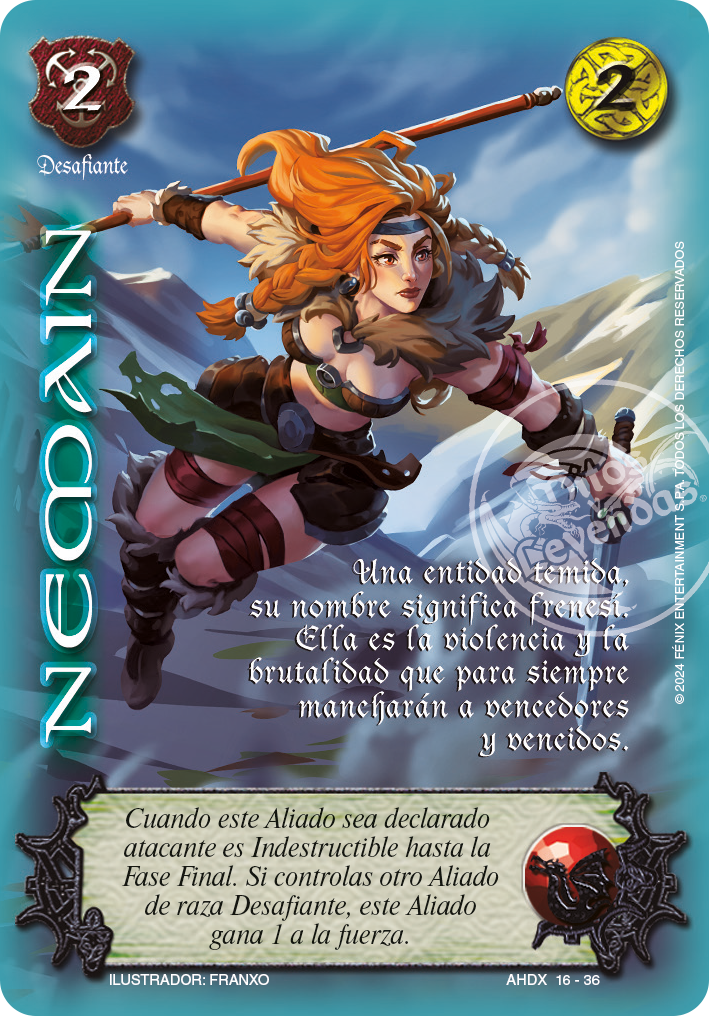 2
2
Desafiante
NEMAIN
Una entidad temida,
su nombre significa frenesí.
Ella es la violencia y la
brutalidad que para siempre
mancharán a vencedores
y vencidos.
© 2024 FÉNIX ENTERTAINMENT S.P.A. TODOS LOS DERECHOS RESERVADOS
Mitos
Leyendas
Cuando este Aliado sea declarado
atacante es Indestructible hasta la
Fase Final. Si controlas otro Aliado
de raza Desafiante, este Aliado
gana 1 a la fuerza.
ILUSTRADOR: FRANXO
AHDX 16 - 36